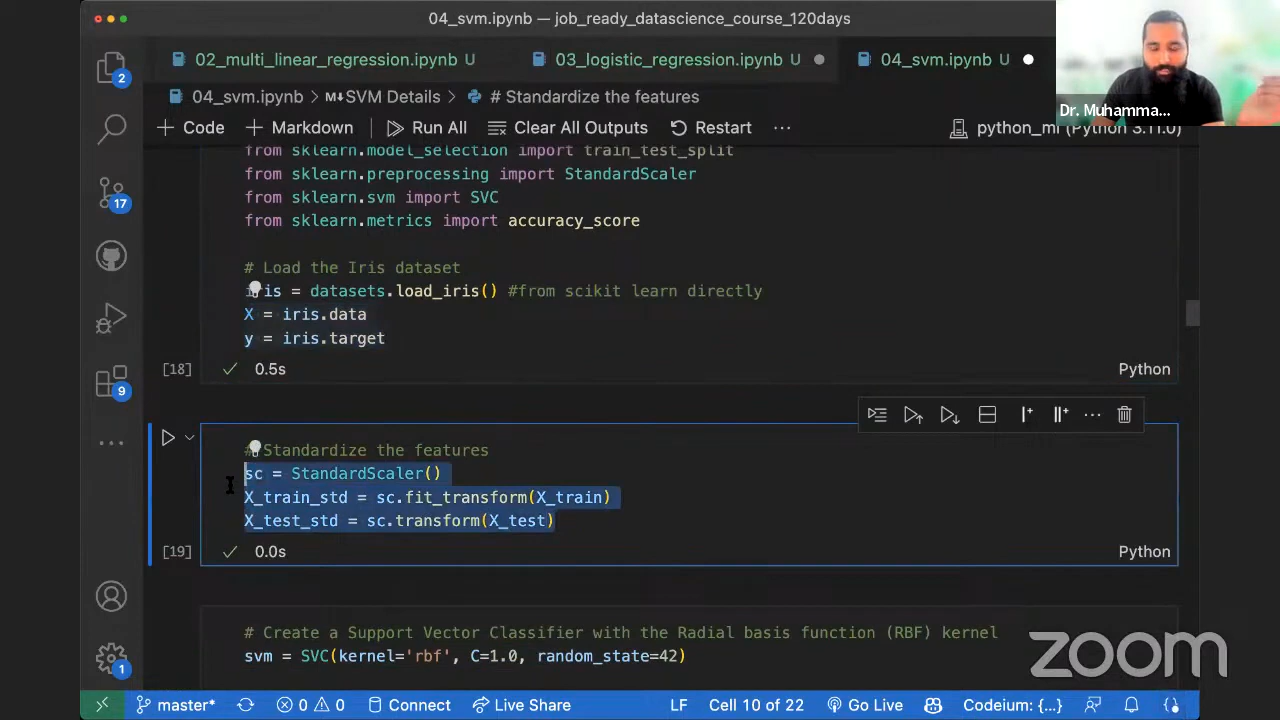 04_svm.ipynb — job_ready_datascience_course_120days
02_multi_linear_regression.ipynb U
03_logistic_regression.ipynb U
04_svm.ipynb U
04_svm.ipynb > M↓SVM Details > # Standardize the features
+ Code + Markdown Run All Clear All Outputs Restart ...
python_ml (Python 3.11.0)
Dr. Muhamma...
from sklearn.model_selection import train_test_split
from sklearn.preprocessing import StandardScaler
from sklearn.svm import SVC
from sklearn.metrics import accuracy_score
# Load the Iris dataset
iris = datasets.load_iris() #from scikit learn directly
X = iris.data
y = iris.target
[18] 0.5s Python
# Standardize the features
sc = StandardScaler()
X_train_std = sc.fit_transform(X_train)
X_test_std = sc.transform(X_test)
[19] 0.0s Python
# Create a Support Vector Classifier with the Radial basis function (RBF) kernel
svm = SVC(kernel='rbf', C=1.0, random_state=42)
2
17
9
1
zoom
master* 0 0 Connect Live Share LF Cell 10 of 22 Go Live Codeium: {...}